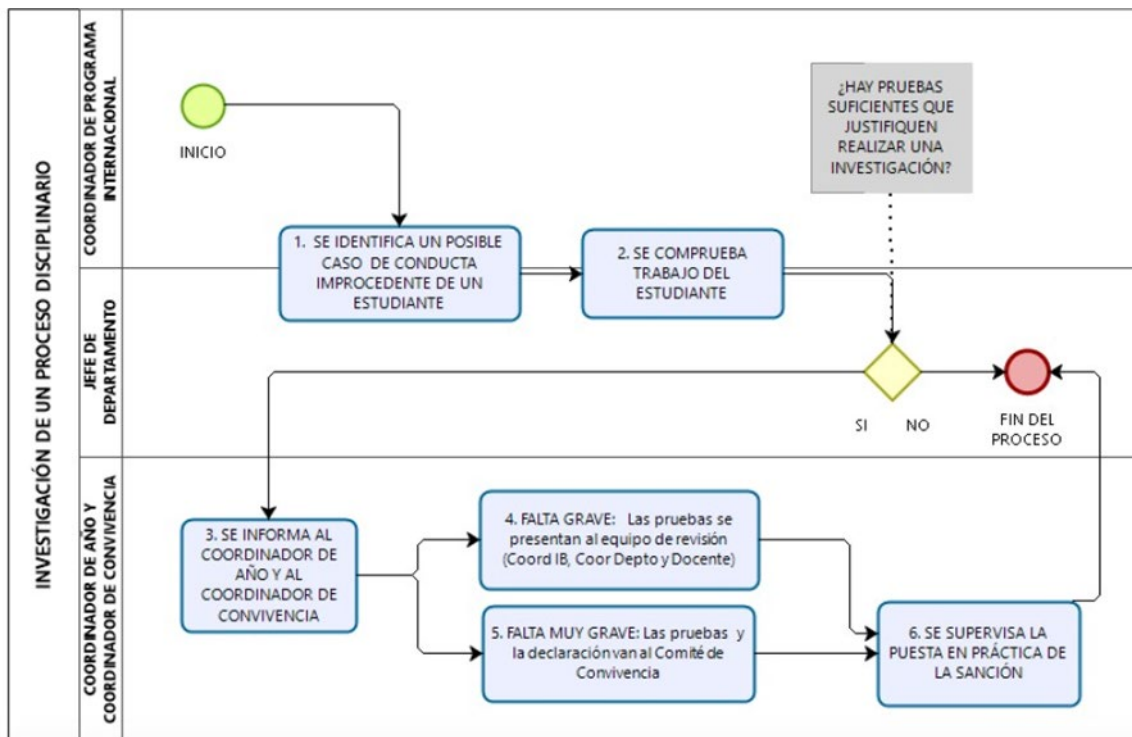 INVESTIGACIÓN DE UN PROCESO DISCIPLINARIO
COORDINADOR DE PROGRAMA
INTERNACIONAL
INICIO
¿HAY PRUEBAS
SUFICIENTES QUE
JUSTIFIQUEN
REALIZAR UNA
INVESTIGACIÓN?
1. SE IDENTIFICA UN POSIBLE
CASO DE CONDUCTA
IMPROCEDENTE DE UN
ESTUDIANTE
2. SE COMPRUEBA
TRABAJO DEL
ESTUDIANTE
JEFE DE
DEPARTAMENTO
SI
NO
FIN DEL
PROCESO
COORDINADOR DE AÑO Y
COORDINADOR DE CONVIVENCIA
3. SE INFORMA AL
COORDINADOR DE
AÑO Y AL
COORDINADOR DE
CONVIVENCIA
4. FALTA GRAVE: Las pruebas se
presentan al equipo de revisión
(Coord IB, Coor Depto y Docente)
5. FALTA MUY GRAVE: Las pruebas y
la declaración van al Comité de
Convivencia
6. SE SUPERVISA LA
PUESTA EN PRÁCTICA DE
LA SANCIÓN